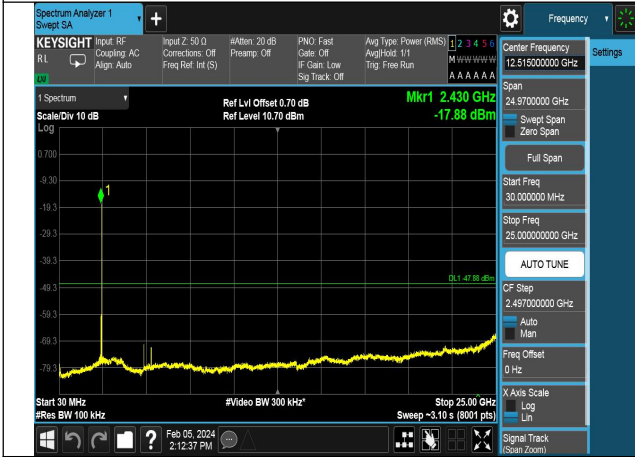 Spectrum Analyzer 1
Swept SA
+
Frequency
KEYSIGHT
RL
Input: RF
Coupling: AC
Align: Auto
Input Z: 50 Ω
Corrections: Off
Freq Ref: Int (S)
#Atten: 20 dB
Preamp: Off
PNO: Fast
Gate: Off
IF Gain: Low
Sig Track: Off
Avg Type: Power (RMS)
Avg|Hold: 1/1
Trig: Free Run
1 2 3 4 5 6
M W W W W W
A A A A A A
1 Spectrum
Scale/Div 10 dB
Log
Ref Lvl Offset 0.70 dB
Ref Level 10.70 dBm
Mkr1 2.430 GHz
-17.88 dBm
0.700
-9.30
-19.3
-29.3
-39.3
-49.3
-59.3
-69.3
-79.3
1
DL1 -47.88 dBm
Start 30 MHz
#Res BW 100 kHz
#Video BW 300 kHz*
Stop 25.00 GHz
Sweep ~3.10 s (8001 pts)
?
Feb 05, 2024
2:12:37 PM
Center Frequency
12.515000000 GHz
Span
24.9700000 GHz
Swept Span
Zero Span
Full Span
Start Freq
30.000000 MHz
Stop Freq
25.000000000 GHz
AUTO TUNE
CF Step
2.497000000 GHz
Auto
Man
Freq Offset
0 Hz
X Axis Scale
Log
Lin
Signal Track
(Span Zoom)
Settings